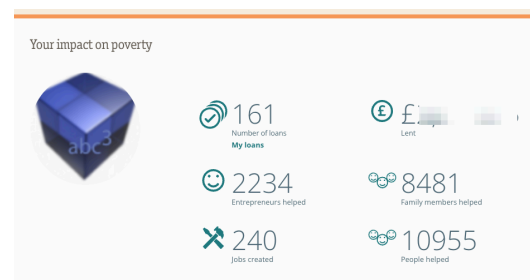 Your impact on poverty
abc3
161
Number of loans
My loans
£
Lent
2234
Entrepreneurs helped
8481
Family members helped
240
Jobs created
10955
People helped